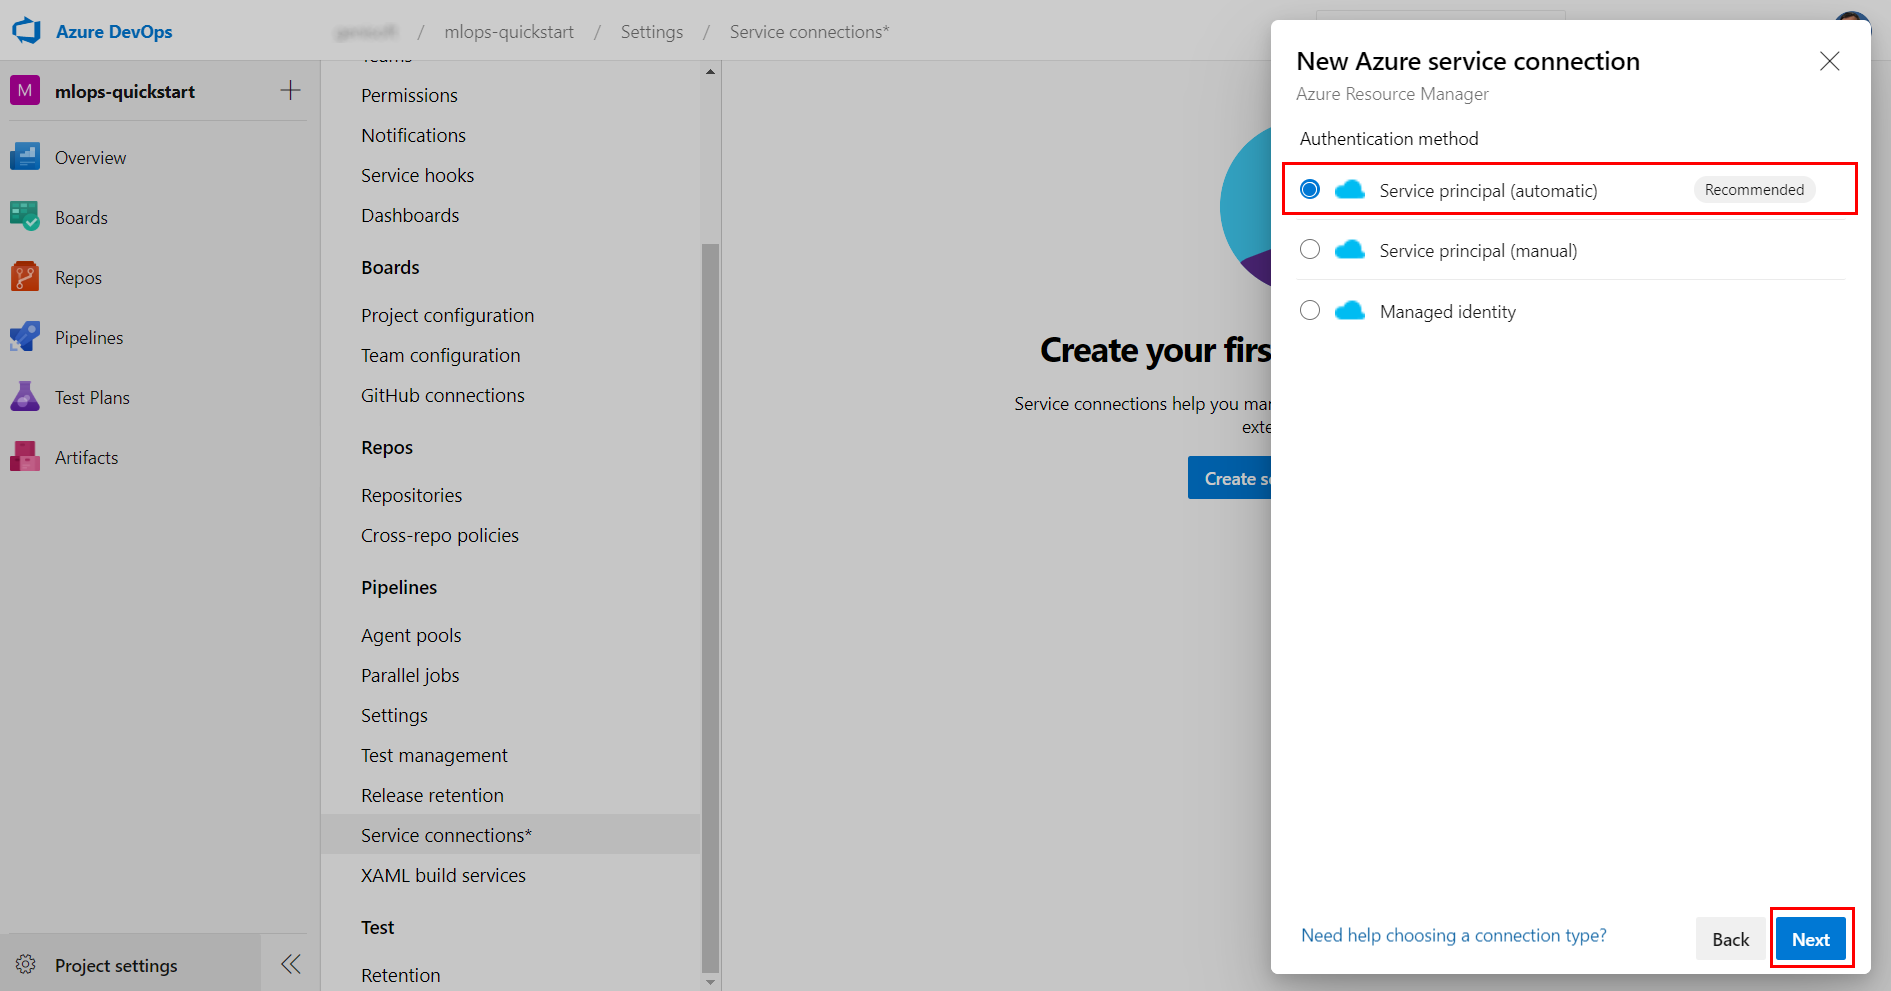 Azure DevOps
/ mlops-quickstart / Settings / Service connections*
M mlops-quickstart
Overview
Boards
Repos
Pipelines
Test Plans
Artifacts
Project settings
Teams
Permissions
Notifications
Service hooks
Dashboards
Boards
Project configuration
Team configuration
GitHub connections
Repos
Repositories
Cross-repo policies
Pipelines
Agent pools
Parallel jobs
Settings
Test management
Release retention
Service connections*
XAML build services
Test
Retention
Create your firs
Service connections help you mar
exte
Create se
New Azure service connection
Azure Resource Manager
Authentication method
Service principal (automatic)
Recommended
Service principal (manual)
Managed identity
Need help choosing a connection type?
Back
Next